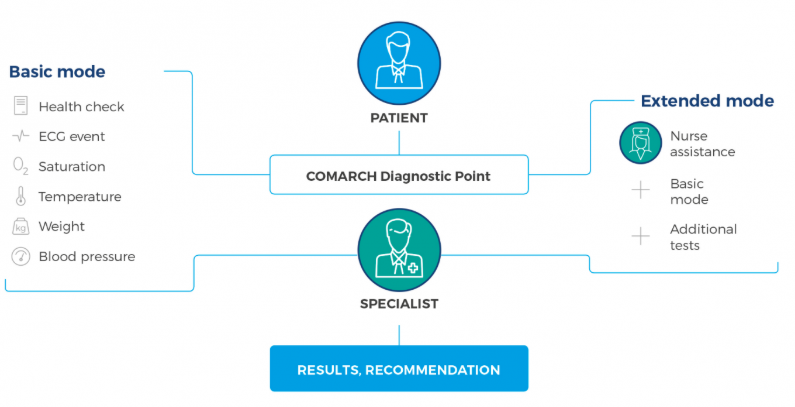 Basic mode
Health check
ECG event
Saturation
O2
Temperature
Weight
kg
Blood pressure
PATIENT
COMARCH Diagnostic Point
Extended mode
Nurse
assistance
Basic
mode
Additional
tests
SPECIALIST
RESULTS, RECOMMENDATION